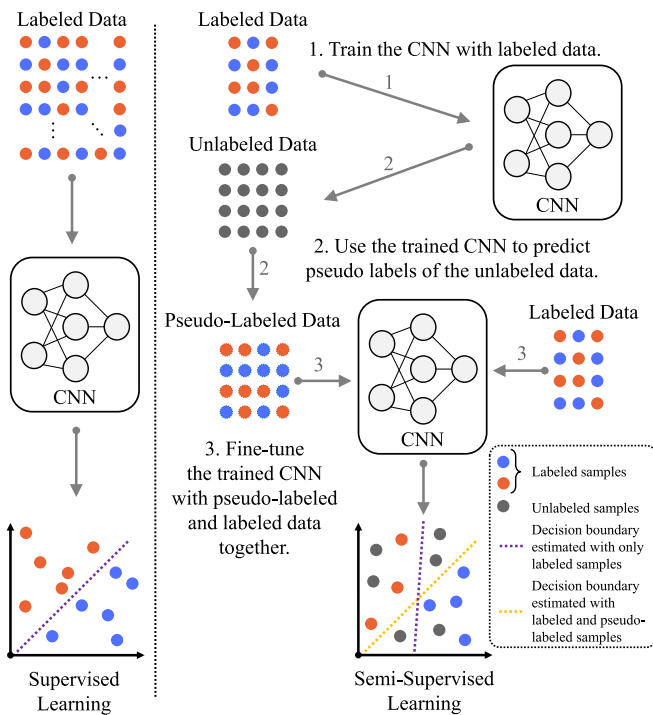 Labeled Data
...
...
...
CNN
Supervised
Learning
Labeled Data
1. Train the CNN with labeled data.
1
CNN
Unlabeled Data
2
2. Use the trained CNN to predict
pseudo labels of the unlabeled data.
2
Pseudo-Labeled Data
3
CNN
Labeled Data
3
3. Fine-tune
the trained CNN
with pseudo-labeled
and labeled data
together.
Labeled samples
Unlabeled samples
Decision boundary
estimated with only
labeled samples
Decision boundary
estimated with
labeled and pseudo-
labeled samples
Semi-Supervised
Learning